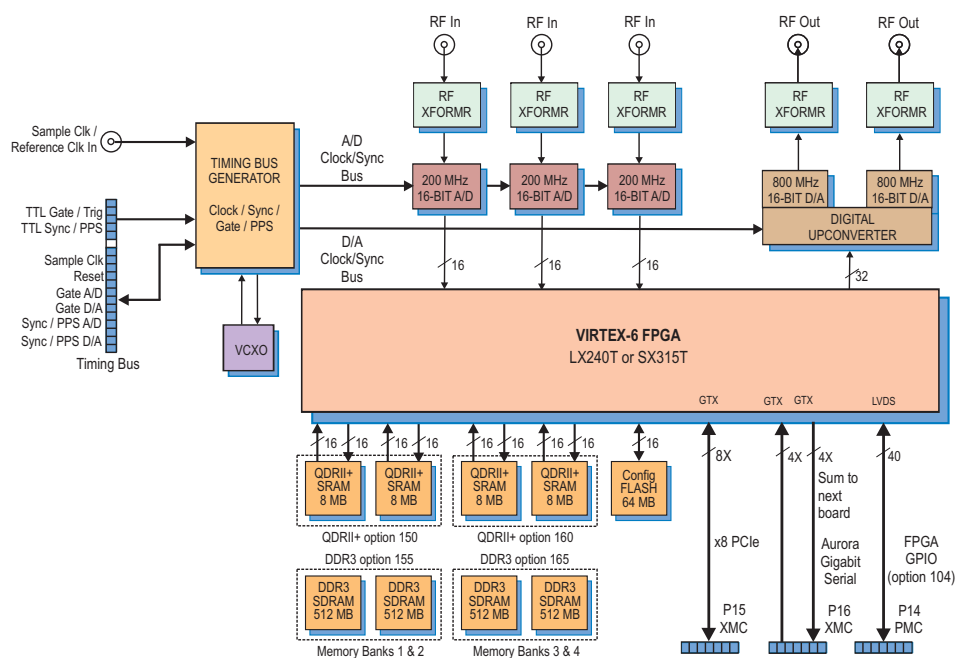 RF In
RF In
RF In
RF Out
RF Out
RF
XFORMR
RF
XFORMR
RF
XFORMR
RF
XFORMR
RF
XFORMR
Sample Clk /
Reference Clk In
TIMING BUS
GENERATOR
Clock / Sync /
Gate / PPS
A/D
Clock/Sync
Bus
200 MHz
16-BIT A/D
200 MHz
16-BIT A/D
200 MHz
16-BIT A/D
800 MHz
16-BIT D/A
800 MHz
16-BIT D/A
DIGITAL
UPCONVERTER
TTL Gate / Trig
TTL Sync / PPS
Sample Clk
Reset
Gate A/D
Gate D/A
Sync / PPS A/D
Sync / PPS D/A
Timing Bus
D/A
Clock/Sync
Bus
16
16
16
32
VCXO
VIRTEX-6 FPGA
LX240T or SX315T
GTX
GTX
GTX
LVDS
16
16
16
16
16
16
16
16
16
8X
4X
4X
40
QDRII+
SRAM
8 MB
QDRII+
SRAM
8 MB
QDRII+
SRAM
8 MB
QDRII+
SRAM
8 MB
Config
FLASH
64 MB
QDRII+ option 150
QDRII+ option 160
DDR3 option 155
DDR3 option 165
DDR3
SDRAM
512 MB
DDR3
SDRAM
512 MB
DDR3
SDRAM
512 MB
DDR3
SDRAM
512 MB
Memory Banks 1 & 2
Memory Banks 3 & 4
x8 PCIe
Sum to
next
board
Aurora
Gigabit
Serial
FPGA
GPIO
(option 104)
P15
XMC
P16
XMC
P14
PMC